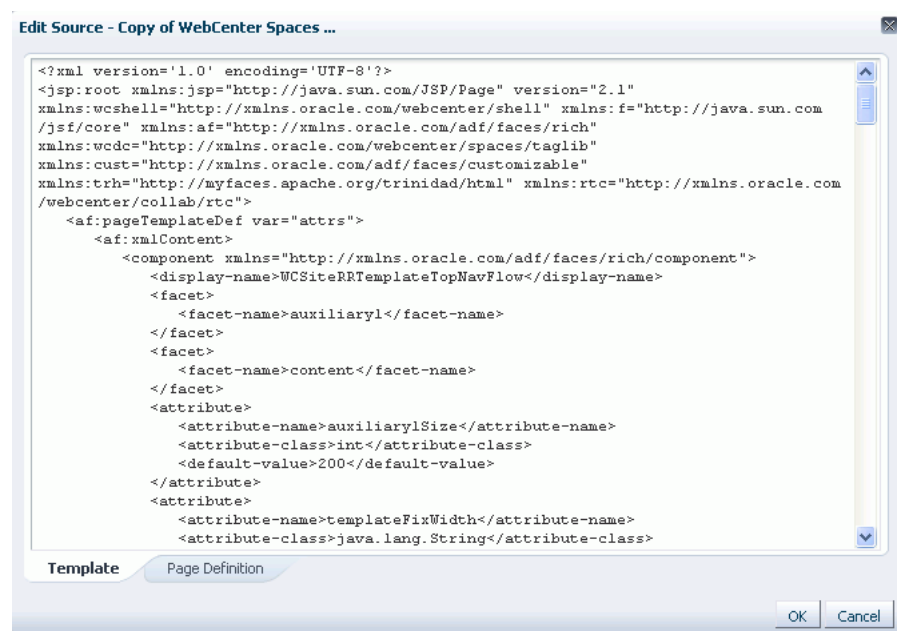 Edit Source - Copy of WebCenter Spaces ...
<?xml version='1.0' encoding='UTF-8'?>
<jsp:root xmlns:jsp="http://java.sun.com/JSP/Page" version="2.1"
xmlns:wcshell="http://xmlns.oracle.com/webcenter/shell" xmlns:f="http://java.sun.com
/jsf/core" xmlns:af="http://xmlns.oracle.com/adf/faces/rich"
xmlns:wcdc="http://xmlns.oracle.com/webcenter/spaces/taglib"
xmlns:cust="http://xmlns.oracle.com/adf/faces/customizable"
xmlns:trh="http://myfaces.apache.org/trinidad/html" xmlns:rtc="http://xmlns.oracle.com
/webcenter/collab/rtc">
<af:pageTemplateDef var="attrs">
<af:xmlContent>
<component xmlns="http://xmlns.oracle.com/adf/faces/rich/component">
<display-name>WCSiteRRTemplateTopNavFlow</display-name>
<facet>
<facet-name>auxiliary1</facet-name>
</facet>
<facet>
<facet-name>content</facet-name>
</facet>
<attribute>
<attribute-name>auxiliary1Size</attribute-name>
<attribute-class>int</attribute-class>
<default-value>200</default-value>
</attribute>
<attribute>
<attribute-name>templateFixWidth</attribute-name>
<attribute-class>java.lang.String</attribute-class>
Template Page Definition
OK Cancel